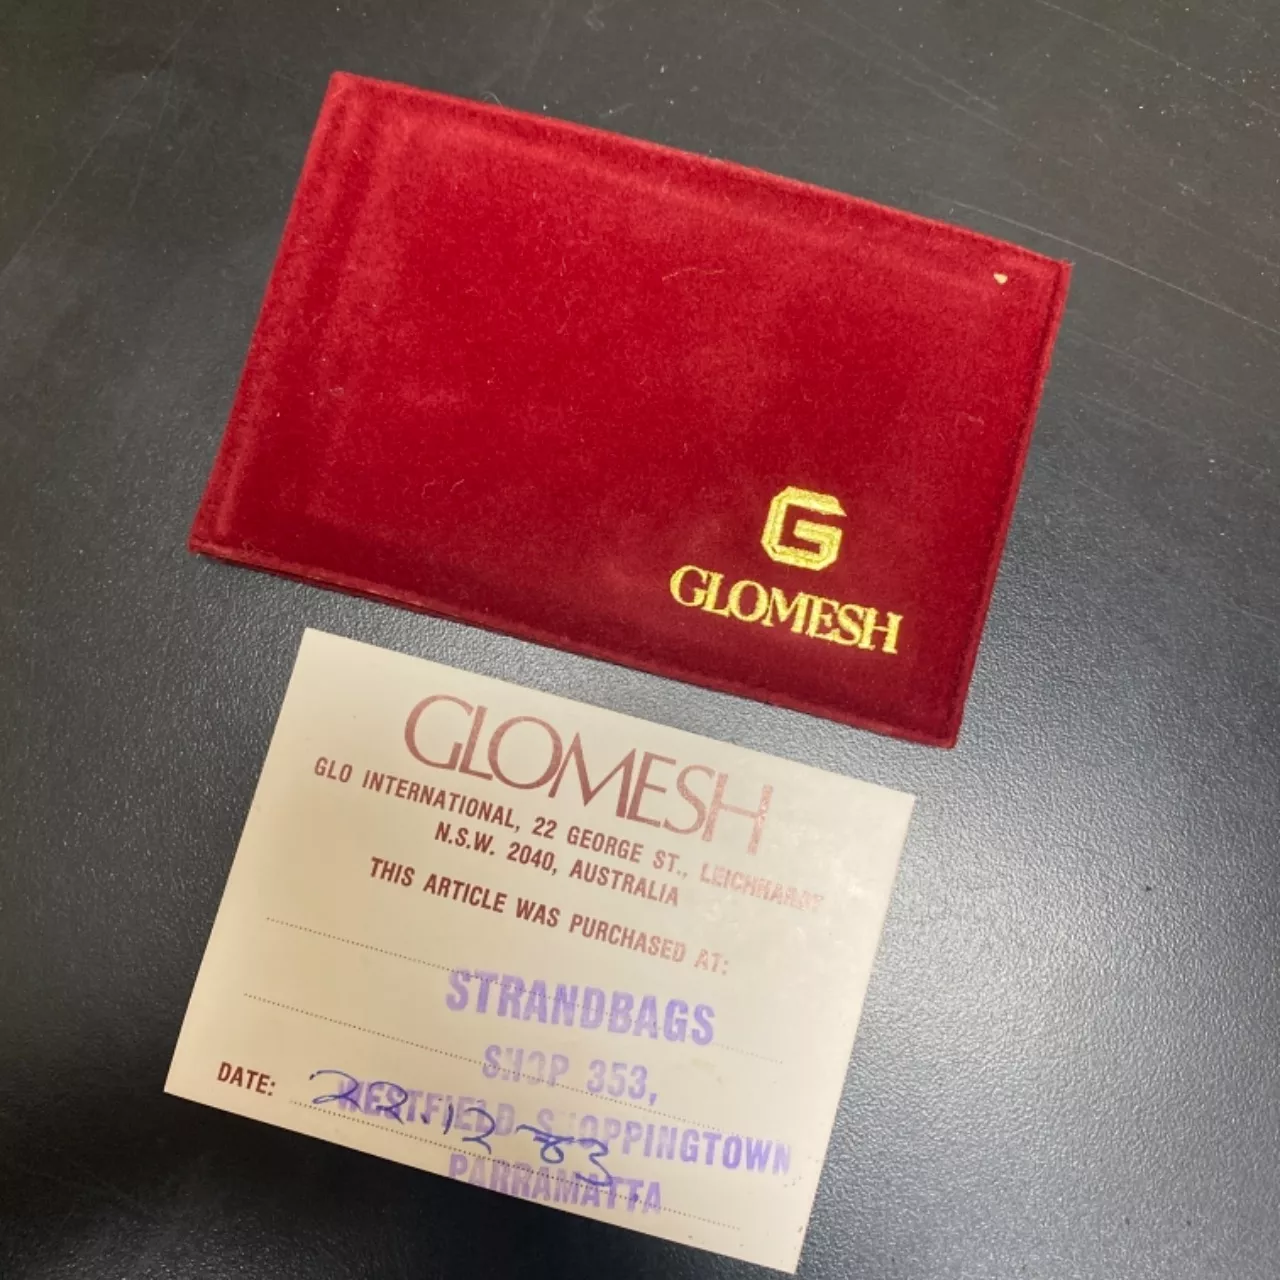 G
GLOMESH
GLOMESH
GLO INTERNATIONAL, 22 GEORGE ST., LEICHHARDT
N.S.W. 2040, AUSTRALIA
THIS ARTICLE WAS PURCHASED AT:
STRANDBAGS
SHOP 353,
WESTFIELD SHOPPINGTOWN
PARRAMATTA
DATE: 22.12.83